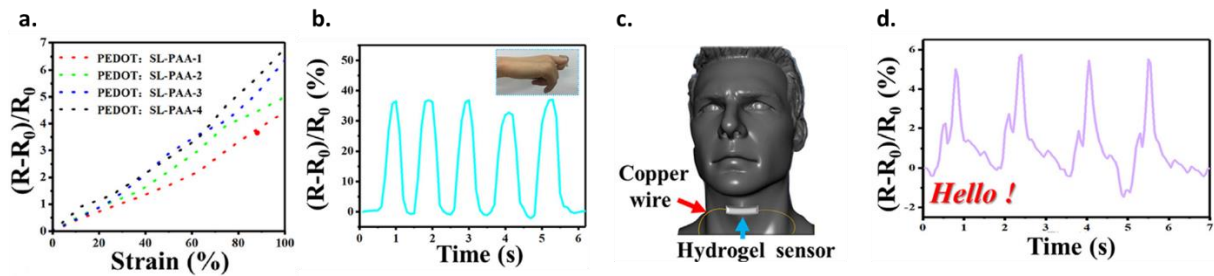 a.
(R-R0)/R0
7
6
5
4
3
2
1
0
PEDOT: SL-PAA-1
PEDOT: SL-PAA-2
PEDOT: SL-PAA-3
PEDOT: SL-PAA-4
0 20 40 60 80 100
Strain (%)
b.
(R-R0)/R0 (%)
50
40
30
20
10
0
0 1 2 3 4 5 6
Time (s)
c.
Copper
wire
Hydrogel sensor
d.
(R-R0)/R0 (%)
6
4
2
0
-2
Hello !
0 1 2 3 4 5 6 7
Time (s)